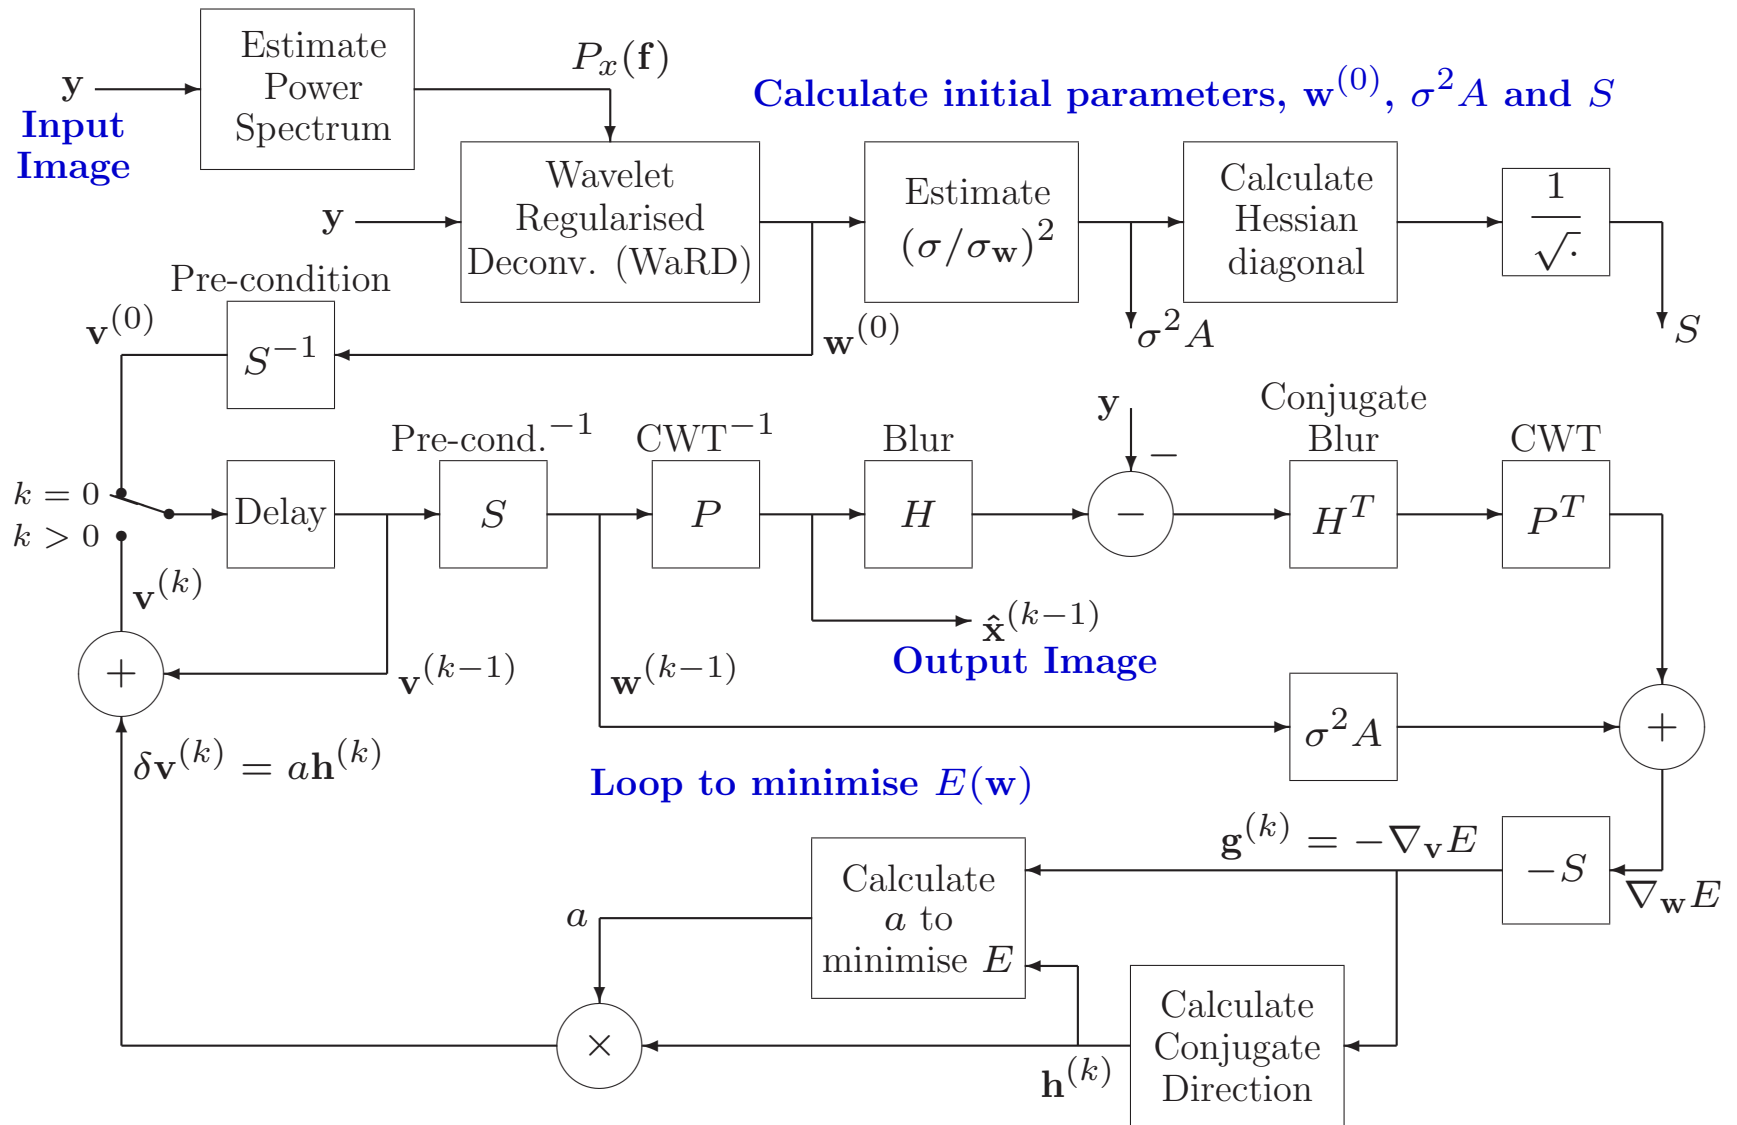 Estimate
Power
Spectrum
y
Input
Image
P_x(f)
Calculate initial parameters, w^(0), σ²A and S
y
Wavelet
Regularised
Deconv. (WaRD)
Estimate
(σ/σ_w)²
Calculate
Hessian
diagonal
1
√.
Pre-condition
v^(0)
S⁻¹
w^(0)
σ²A
S
k = 0
k > 0
Delay
Pre-cond.⁻¹
S
CWT⁻¹
P
Blur
H
y
−
−
Conjugate
Blur
H^T
CWT
P^T
v^(k)
+
v^(k−1)
w^(k−1)
x̂^(k−1)
Output Image
σ²A
+
δv^(k) = ah^(k)
Loop to minimise E(w)
g^(k) = −∇_v E
−S
∇_w E
Calculate
a to
minimise E
a
×
h^(k)
Calculate
Conjugate
Direction